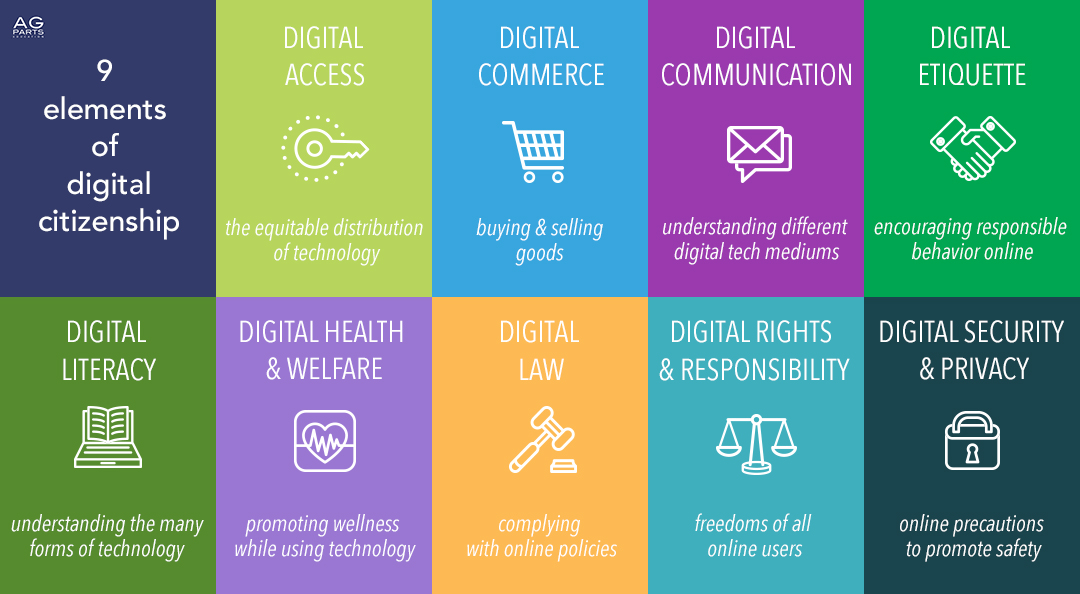 AG
PARTS
EDUCATION
9
elements
of
digital
citizenship
DIGITAL
ACCESS
the equitable distribution
of technology
DIGITAL
COMMERCE
buying & selling
goods
DIGITAL
COMMUNICATION
understanding different
digital tech mediums
DIGITAL
ETIQUETTE
encouraging responsible
behavior online
DIGITAL
LITERACY
understanding the many
forms of technology
DIGITAL HEALTH
& WELFARE
promoting wellness
while using technology
DIGITAL
LAW
complying
with online policies
DIGITAL RIGHTS
& RESPONSIBILITY
freedoms of all
online users
DIGITAL SECURITY
& PRIVACY
online precautions
to promote safety